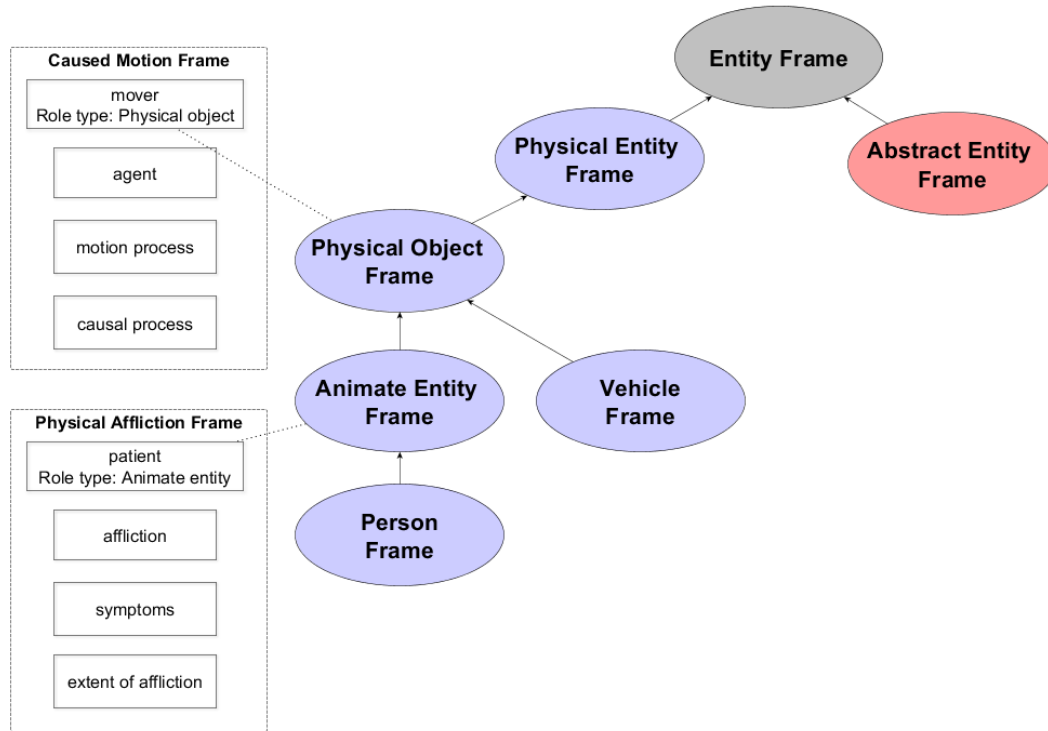 Caused Motion Frame
mover
Role type: Physical object
agent
motion process
causal process
Physical Affliction Frame
patient
Role type: Animate entity
affliction
symptoms
extent of affliction
Entity Frame
Physical Entity
Frame
Abstract Entity
Frame
Physical Object
Frame
Animate Entity
Frame
Vehicle
Frame
Person
Frame